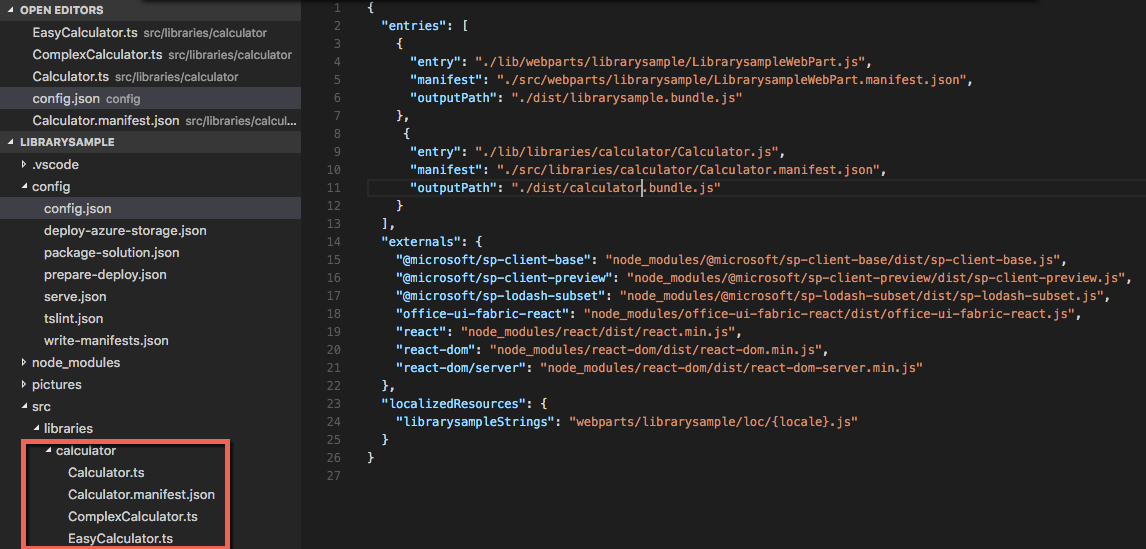 OPEN EDITORS
EasyCalculator.ts src/libraries/calculator
ComplexCalculator.ts src/libraries/calculator
Calculator.ts src/libraries/calculator
config.json config
Calculator.manifest.json src/libraries/calcul...
LIBRARYSAMPLE
.vscode
config
config.json
deploy-azure-storage.json
package-solution.json
prepare-deploy.json
serve.json
tslint.json
write-manifests.json
node_modules
pictures
src
libraries
calculator
Calculator.ts
Calculator.manifest.json
ComplexCalculator.ts
EasyCalculator.ts
1 {
2 "entries": [
3 {
4 "entry": "./lib/webparts/librarysample/LibrarysampleWebPart.js",
5 "manifest": "./src/webparts/librarysample/LibrarysampleWebPart.manifest.json",
6 "outputPath": "./dist/librarysample.bundle.js"
7 },
8 {
9 "entry": "./lib/libraries/calculator/Calculator.js",
10 "manifest": "./src/libraries/calculator/Calculator.manifest.json",
11 "outputPath": "./dist/calculator.bundle.js"
12 }
13 ],
14 "externals": {
15 "@microsoft/sp-client-base": "node_modules/@microsoft/sp-client-base/dist/sp-client-base.js",
16 "@microsoft/sp-client-preview": "node_modules/@microsoft/sp-client-preview/dist/sp-client-preview.js",
17 "@microsoft/sp-lodash-subset": "node_modules/@microsoft/sp-lodash-subset/dist/sp-lodash-subset.js",
18 "office-ui-fabric-react": "node_modules/office-ui-fabric-react/dist/office-ui-fabric-react.js",
19 "react": "node_modules/react/dist/react.min.js",
20 "react-dom": "node_modules/react-dom/dist/react-dom.min.js",
21 "react-dom/server": "node_modules/react-dom/dist/react-dom-server.min.js"
22 },
23 "localizedResources": {
24 "librarysampleStrings": "webparts/librarysample/loc/{locale}.js"
25 }
26 }
27